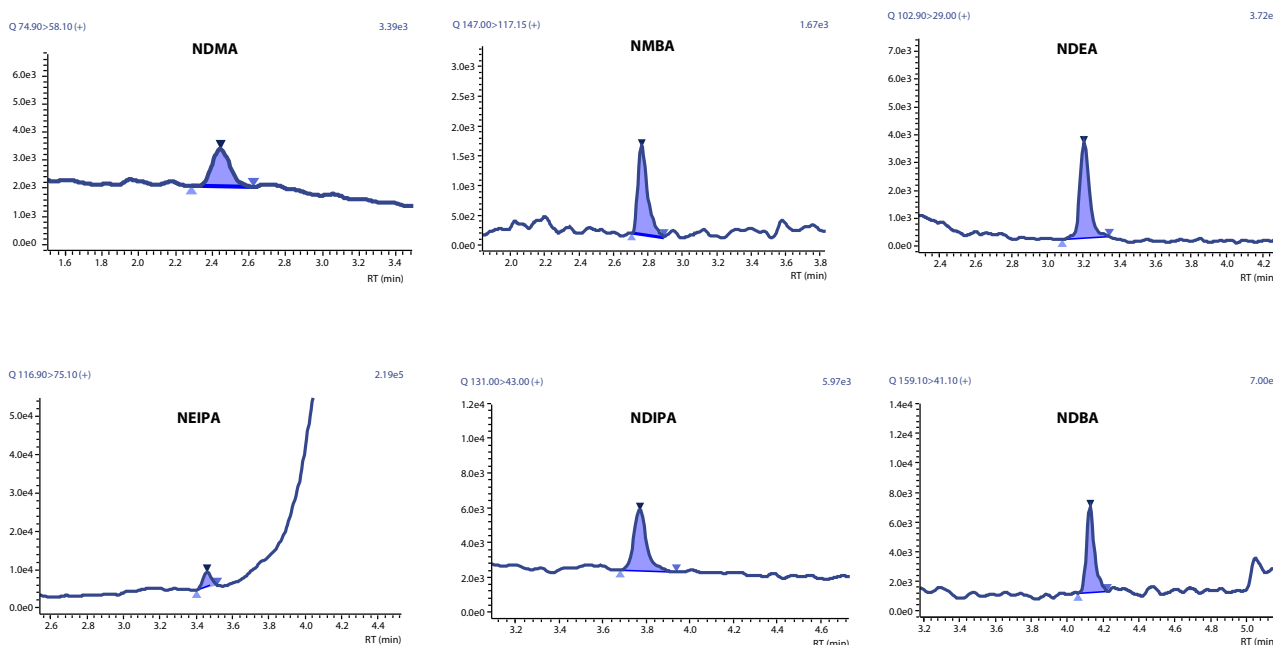 Q 74.90>58.10 (+) 3.39e3
NDMA
6.0e3
5.0e3
4.0e3
3.0e3
2.0e3
1.0e3
0.0e0
1.6 1.8 2.0 2.2 2.4 2.6 2.8 3.0 3.2 3.4
RT (min)
Q 147.00>117.15 (+) 1.67e3
NMBA
3.0e3
2.5e3
2.0e3
1.5e3
1.0e3
5.0e2
0.0e0
2.0 2.2 2.4 2.6 2.8 3.0 3.2 3.4 3.6 3.8
RT (min)
Q 102.90>29.00 (+) 3.72e
NDEA
7.0e3
6.0e3
5.0e3
4.0e3
3.0e3
2.0e3
1.0e3
0.0e0
2.4 2.6 2.8 3.0 3.2 3.4 3.6 3.8 4.0 4.2
RT (min
Q 116.90>75.10 (+) 2.19e5
NEIPA
5.0e4
4.0e4
3.0e4
2.0e4
1.0e4
0.0e0
2.6 2.8 3.0 3.2 3.4 3.6 3.8 4.0 4.2 4.4
RT (min)
Q 131.00>43.00 (+) 5.97e3
NDIPA
1.2e4
1.0e4
8.0e3
6.0e3
4.0e3
2.0e3
0.0e0
3.2 3.4 3.6 3.8 4.0 4.2 4.4 4.6
RT (min)
Q 159.10>41.10 (+) 7.00e
NDBA
1.4e4
1.2e4
1.0e4
8.0e3
6.0e3
4.0e3
2.0e3
0.0e0
3.2 3.4 3.6 3.8 4.0 4.2 4.4 4.6 4.8 5.0
RT (min